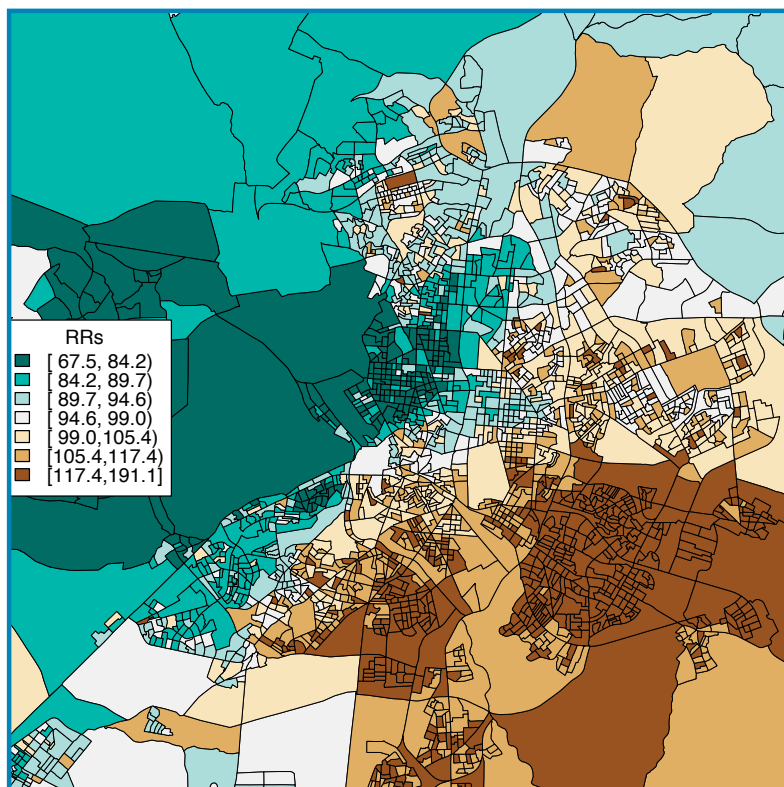 RRs
[ 67.5, 84.2)
[ 84.2, 89.7)
[ 89.7, 94.6)
[ 94.6, 99.0)
[ 99.0,105.4)
[105.4,117.4)
[117.4,191.1]